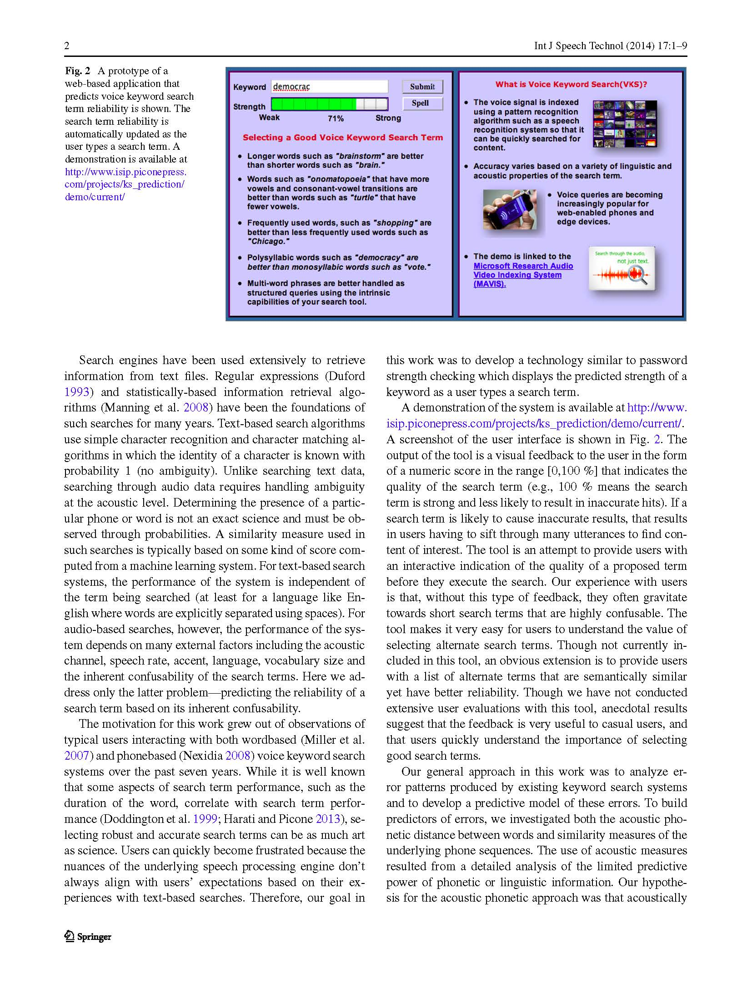 2
Int J Speech Technol (2014) 17:1–9
Fig. 2 A prototype of a
web-based application that
predicts voice keyword search
term reliability is shown. The
search term reliability is
automatically updated as the
user types a search term. A
demonstration is available at
http://www.isip.piconepress.
com/projects/ks_prediction/
demo/current/
Keyword democrac Submit
Strength Spell
Weak 71% Strong
Selecting a Good Voice Keyword Search Term
• Longer words such as "brainstorm" are better
than shorter words such as "brain."
• Words such as "onomatopoeia" that have more
vowels and consonant-vowel transitions are
better than words such as "turtle" that have
fewer vowels.
• Frequently used words, such as "shopping" are
better than less frequently used words such as
"Chicago."
• Polysyllabic words such as "democracy" are
better than monosyllabic words such as "vote."
• Multi-word phrases are better handled as
structured queries using the intrinsic
capibilities of your search tool.
What is Voice Keyword Search(VKS)?
• The voice signal is indexed
using a pattern recognition
algorithm such as a speech
recognition system so that it
can be quickly searched for
content.
• Accuracy varies based on a variety of linguistic and
acoustic properties of the search term.
• Voice queries are becoming
increasingly popular for
web-enabled phones and
edge devices.
• The demo is linked to the
Microsoft Research Audio
Video Indexing System
(MAVIS).
Search through the audio,
not just text.
Search engines have been used extensively to retrieve
information from text files. Regular expressions (Duford
1993) and statistically-based information retrieval algo-
rithms (Manning et al. 2008) have been the foundations of
such searches for many years. Text-based search algorithms
use simple character recognition and character matching al-
gorithms in which the identity of a character is known with
probability 1 (no ambiguity). Unlike searching text data,
searching through audio data requires handling ambiguity
at the acoustic level. Determining the presence of a partic-
ular phone or word is not an exact science and must be ob-
served through probabilities. A similarity measure used in
such searches is typically based on some kind of score com-
puted from a machine learning system. For text-based search
systems, the performance of the system is independent of
the term being searched (at least for a language like En-
glish where words are explicitly separated using spaces). For
audio-based searches, however, the performance of the sys-
tem depends on many external factors including the acoustic
channel, speech rate, accent, language, vocabulary size and
the inherent confusability of the search terms. Here we ad-
dress only the latter problem—predicting the reliability of a
search term based on its inherent confusability.
The motivation for this work grew out of observations of
typical users interacting with both wordbased (Miller et al.
2007) and phonebased (Nexidia 2008) voice keyword search
systems over the past seven years. While it is well known
that some aspects of search term performance, such as the
duration of the word, correlate with search term perfor-
mance (Doddington et al. 1999; Harati and Picone 2013), se-
lecting robust and accurate search terms can be as much art
as science. Users can quickly become frustrated because the
nuances of the underlying speech processing engine don't
always align with users' expectations based on their ex-
periences with text-based searches. Therefore, our goal in
this work was to develop a technology similar to password
strength checking which displays the predicted strength of a
keyword as a user types a search term.
A demonstration of the system is available at http://www.
isip.piconepress.com/projects/ks_prediction/demo/current/.
A screenshot of the user interface is shown in Fig. 2. The
output of the tool is a visual feedback to the user in the form
of a numeric score in the range [0,100 %] that indicates the
quality of the search term (e.g., 100 % means the search
term is strong and less likely to result in inaccurate hits). If a
search term is likely to cause inaccurate results, that results
in users having to sift through many utterances to find con-
tent of interest. The tool is an attempt to provide users with
an interactive indication of the quality of a proposed term
before they execute the search. Our experience with users
is that, without this type of feedback, they often gravitate
towards short search terms that are highly confusable. The
tool makes it very easy for users to understand the value of
selecting alternate search terms. Though not currently in-
cluded in this tool, an obvious extension is to provide users
with a list of alternate terms that are semantically similar
yet have better reliability. Though we have not conducted
extensive user evaluations with this tool, anecdotal results
suggest that the feedback is very useful to casual users, and
that users quickly understand the importance of selecting
good search terms.
Our general approach in this work was to analyze er-
ror patterns produced by existing keyword search systems
and to develop a predictive model of these errors. To build
predictors of errors, we investigated both the acoustic pho-
netic distance between words and similarity measures of the
underlying phone sequences. The use of acoustic measures
resulted from a detailed analysis of the limited predictive
power of phonetic or linguistic information. Our hypothe-
sis for the acoustic phonetic approach was that acoustically
Springer